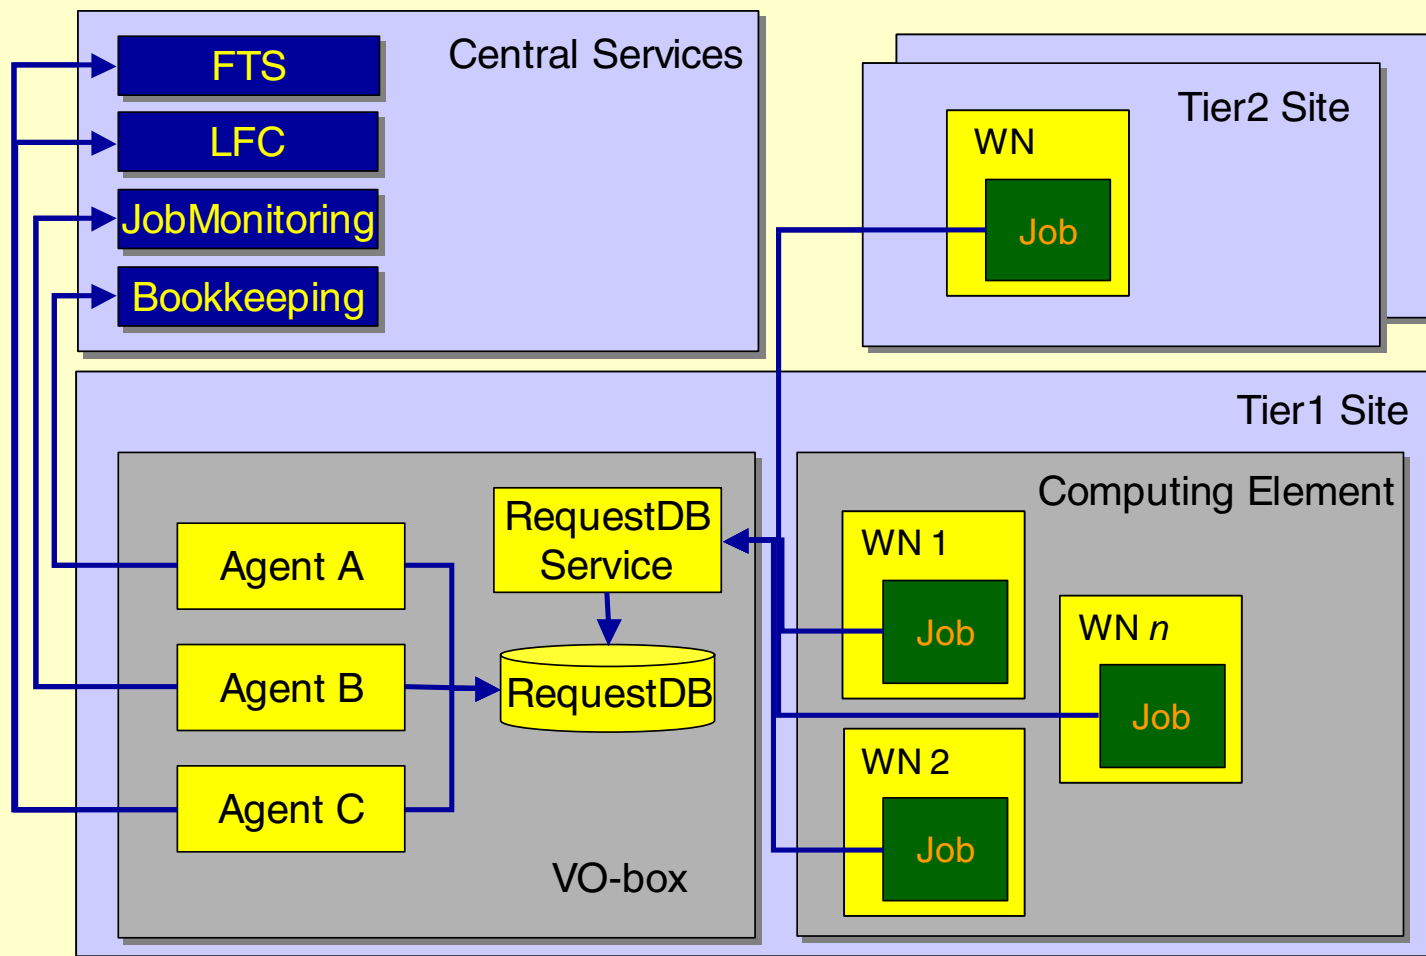 Central Services
FTS
LFC
JobMonitoring
Bookkeeping
Tier2 Site
WN
Job
Tier1 Site
Agent A
Agent B
Agent C
RequestDB
Service
RequestDB
VO-box
Computing Element
WN 1
Job
WN n
Job
WN 2
Job